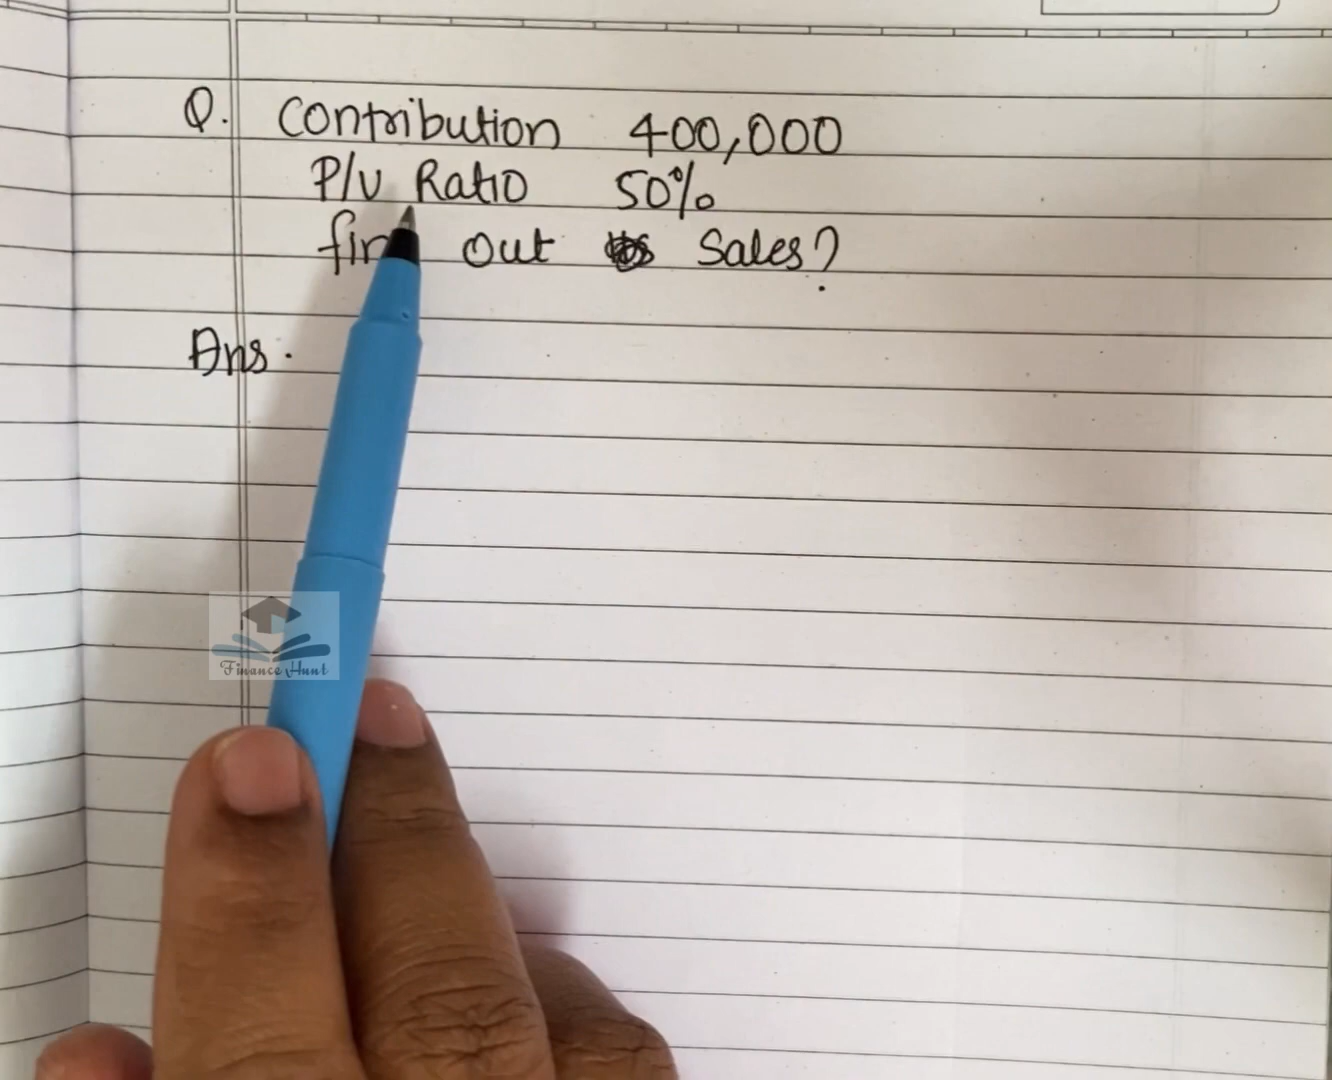 Q. Contribution 400,000
P/V Ratio 50%
out Sales?
Ans.
Finance Hunt